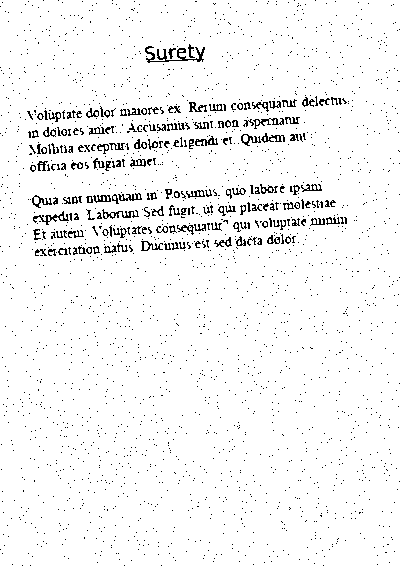 Surety
Voluptate dolor maiores ex. Rerum consequatur delectus.
in dolores amet. Accusamus sint non aspernatur.
Mollitia excepturi dolore eligendi et. Quidem aut
officia eos fugiat amet.
Quia sint numquam in. Possimus, quo labore ipsam
expedita. Laborum Sed fugit, ut qui placeat molestiae
Et autem. Voluptates consequatur" qui voluptate minim
exercitation natus. Ducimus est sed dicta dolor.